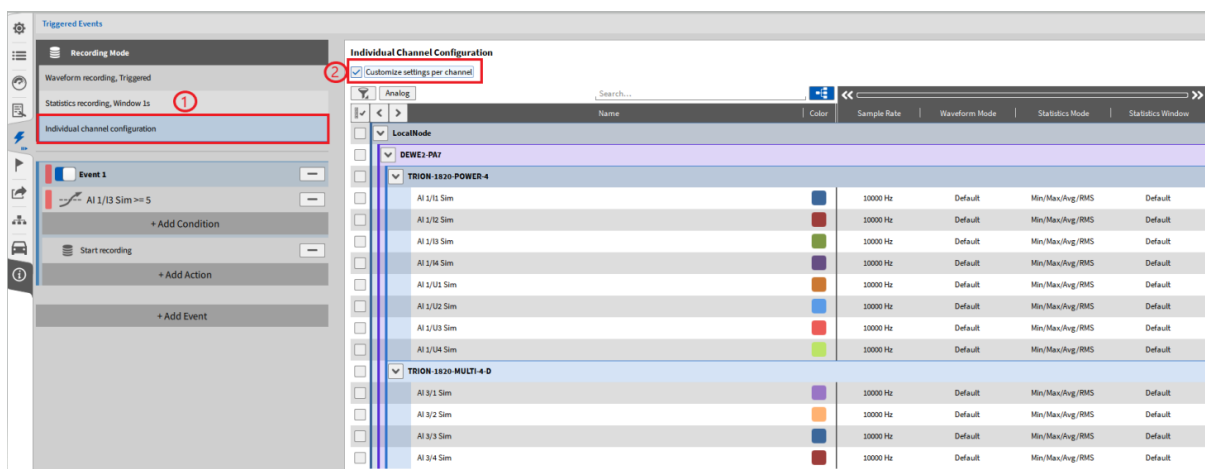 Triggered Events
Recording Mode
Waveform recording, Triggered
Statistics recording, Window 1s
1
Individual channel configuration
Event 1
AI 1/I3 Sim >= 5
+ Add Condition
Start recording
+ Add Action
+ Add Event
Individual Channel Configuration
2
Customize settings per channel
Analog
Search...
Name Color Sample Rate Waveform Mode Statistics Mode Statistics Window
LocalNode
DEWE2-PA7
TRION-1820-POWER-4
AI 1/I1 Sim 10000 Hz Default Min/Max/Avg/RMS Default
AI 1/I2 Sim 10000 Hz Default Min/Max/Avg/RMS Default
AI 1/I3 Sim 10000 Hz Default Min/Max/Avg/RMS Default
AI 1/I4 Sim 10000 Hz Default Min/Max/Avg/RMS Default
AI 1/U1 Sim 10000 Hz Default Min/Max/Avg/RMS Default
AI 1/U2 Sim 10000 Hz Default Min/Max/Avg/RMS Default
AI 1/U3 Sim 10000 Hz Default Min/Max/Avg/RMS Default
AI 1/U4 Sim 10000 Hz Default Min/Max/Avg/RMS Default
TRION-1820-MULTI-4-D
AI 3/1 Sim 10000 Hz Default Min/Max/Avg/RMS Default
AI 3/2 Sim 10000 Hz Default Min/Max/Avg/RMS Default
AI 3/3 Sim 10000 Hz Default Min/Max/Avg/RMS Default
AI 3/4 Sim 10000 Hz Default Min/Max/Avg/RMS Default